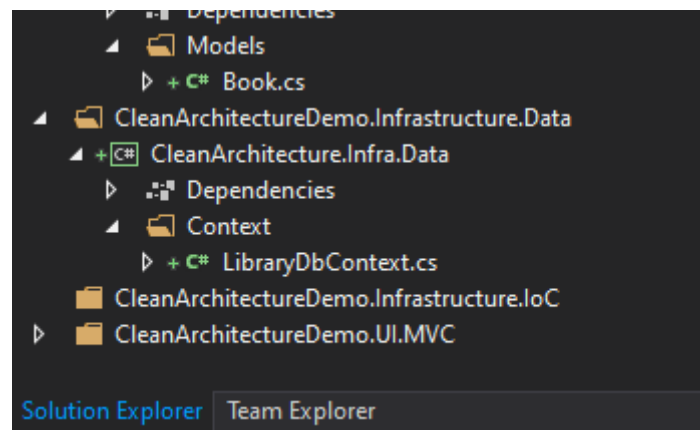 Dependencies
Models
+ C# Book.cs
CleanArchitectureDemo.Infrastructure.Data
+ C# CleanArchitecture.Infra.Data
Dependencies
Context
+ C# LibraryDbContext.cs
CleanArchitectureDemo.Infrastructure.IoC
CleanArchitectureDemo.UI.MVC
Solution Explorer Team Explorer